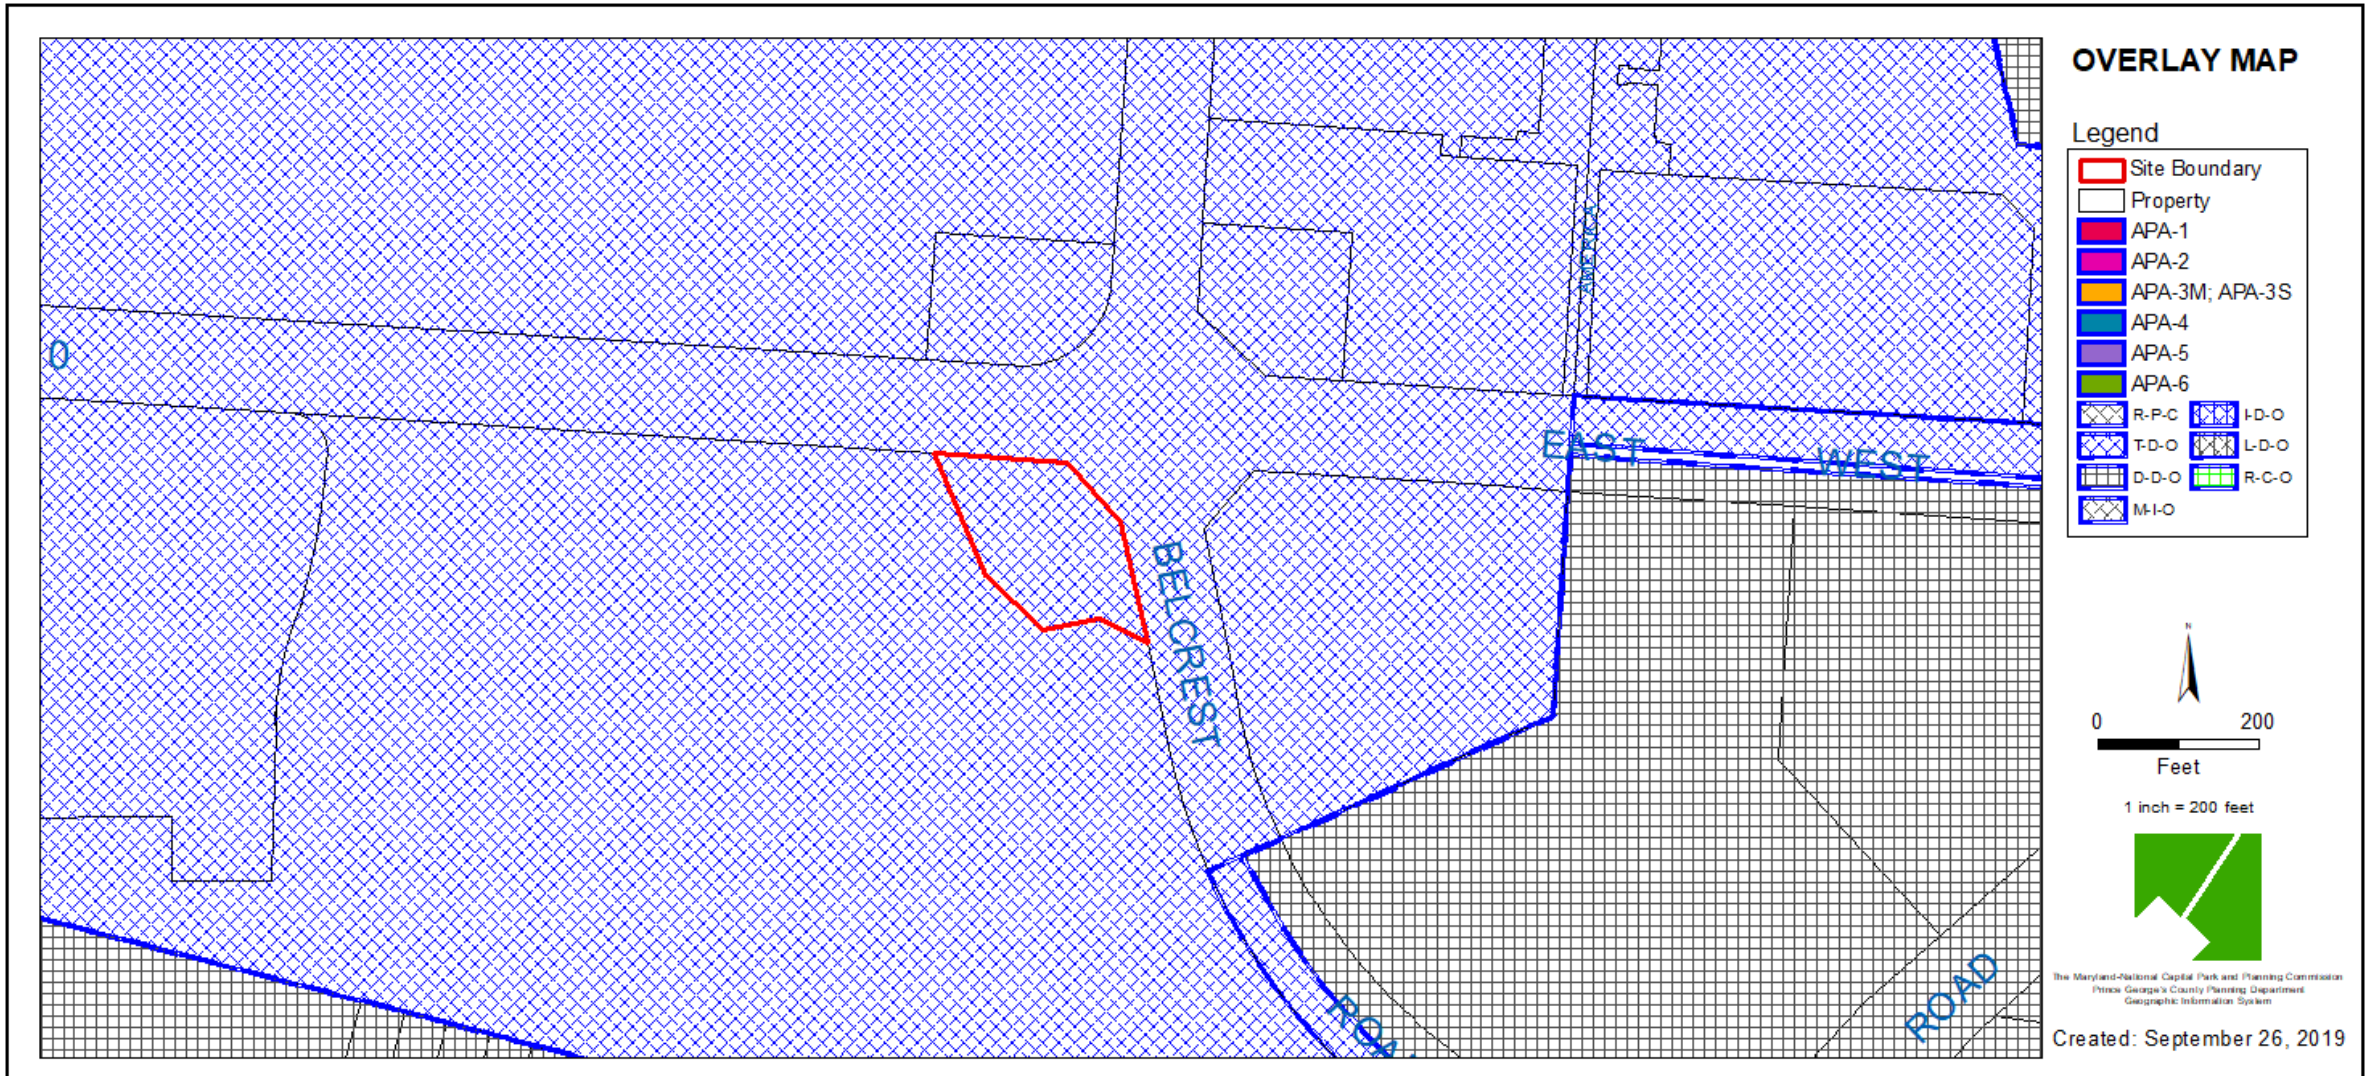 OVERLAY MAP
Legend
Site Boundary
Property
APA-1
APA-2
APA-3M; APA-3S
APA-4
APA-5
APA-6
R-P-C
I-D-O
T-D-O
L-D-O
D-D-O
R-C-O
M-I-O
N
0 200
Feet
1 inch = 200 feet
The Maryland-National Capital Park and Planning Commission
Prince George's County Planning Department
Geographic Information System
Created: September 26, 2019
AMERICA
0
EAST WEST
BELCREST
ROAD